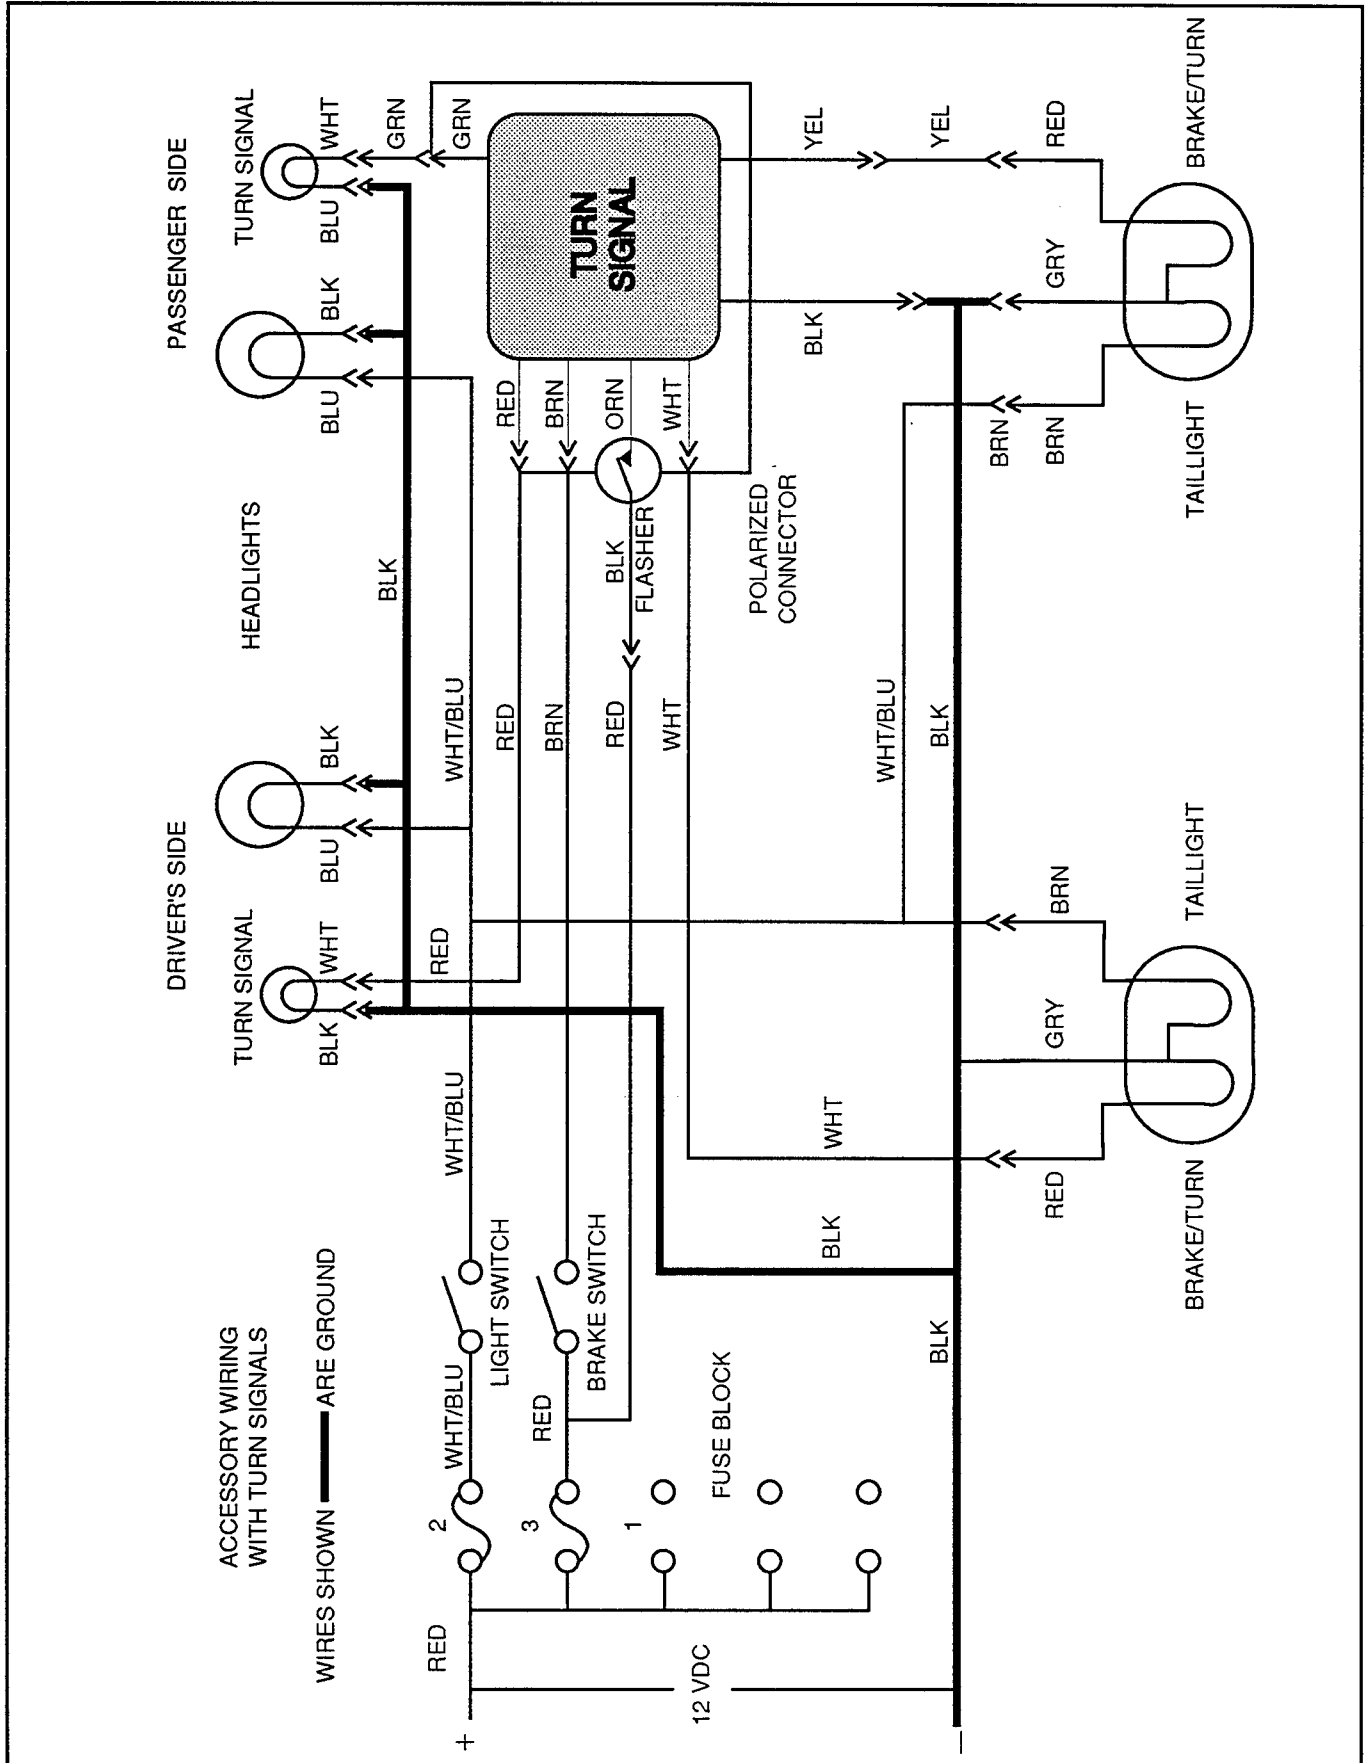 ACCESSORY WIRING
WITH TURN SIGNALS
WIRES SHOWN ARE GROUND
DRIVER'S SIDE
PASSENGER SIDE
TURN SIGNAL
HEADLIGHTS
TURN SIGNAL
BLK
WHT
BLU
BLK
BLU
BLK
BLU
WHT
RED
BLK
GRN
GRN
+
RED
2
WHT/BLU
LIGHT SWITCH
WHT/BLU
WHT/BLU
3
RED
BRAKE SWITCH
RED
RED
BRN
BRN
1
RED
BLK
FLASHER
ORN
WHT
WHT
TURN
SIGNAL
FUSE BLOCK
12 VDC
POLARIZED
CONNECTOR
BLK
WHT
WHT/BLU
BLK
YEL
–
BLK
BLK
YEL
RED
GRY
BRN
BRN
BRN
GRY
RED
BRAKE/TURN
TAILLIGHT
TAILLIGHT
BRAKE/TURN